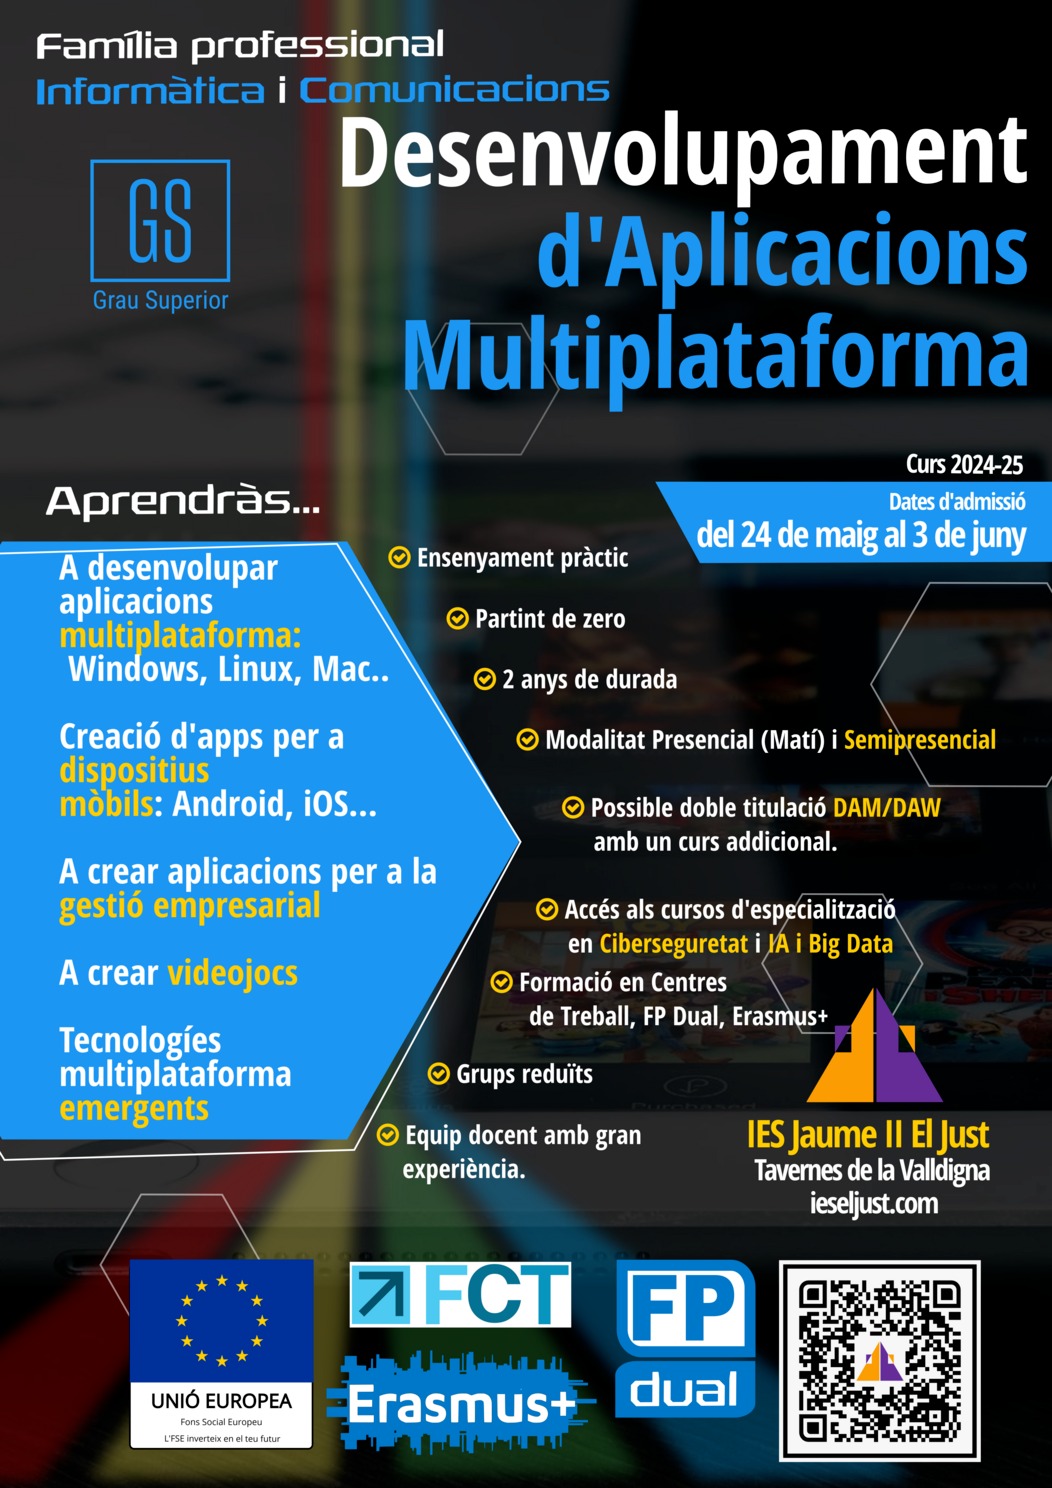 Família professional
Informàtica i Comunicacions
Desenvolupament
d'Aplicacions
Multiplataforma
GS
Grau Superior
Curs 2024-25
Dates d'admissió
del 24 de maig al 3 de juny
Aprendràs...
A desenvolupar
aplicacions
multiplataforma:
Windows, Linux, Mac..
Creació d'apps per a
dispositius
mòbils: Android, iOS...
A crear aplicacions per a la
gestió empresarial
A crear videojocs
Tecnologíes
multiplataforma
emergents
Ensenyament pràctic
Partint de zero
2 anys de durada
Modalitat Presencial (Matí) i Semipresencial
Possible doble titulació DAM/DAW
amb un curs addicional.
Accés als cursos d'especialització
en Ciberseguretat i IA i Big Data
Formació en Centres
de Treball, FP Dual, Erasmus+
Grups reduïts
Equip docent amb gran
experiència.
IES Jaume II El Just
Tavernes de la Valldigna
ieseljust.com
UNIÓ EUROPEA
Fons Social Europeu
L'FSE inverteix en el teu futur
FCT
Erasmus+
FP
dual